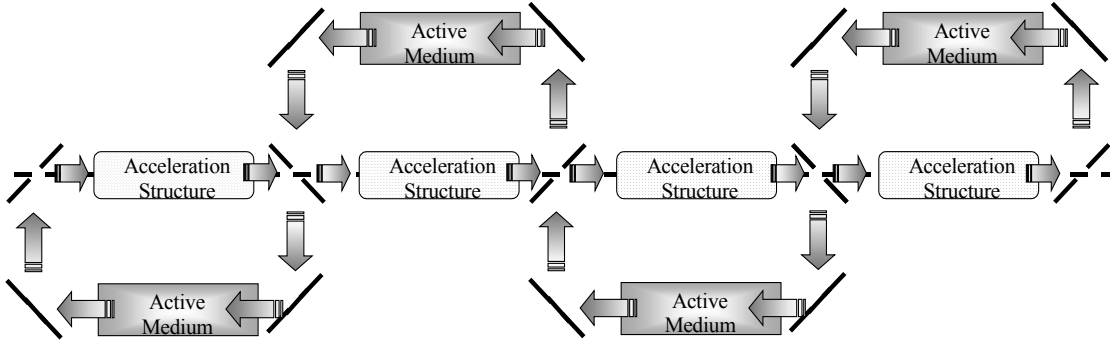 Active
Medium
Active
Medium
Acceleration
Structure
Acceleration
Structure
Acceleration
Structure
Acceleration
Structure
Active
Medium
Active
Medium